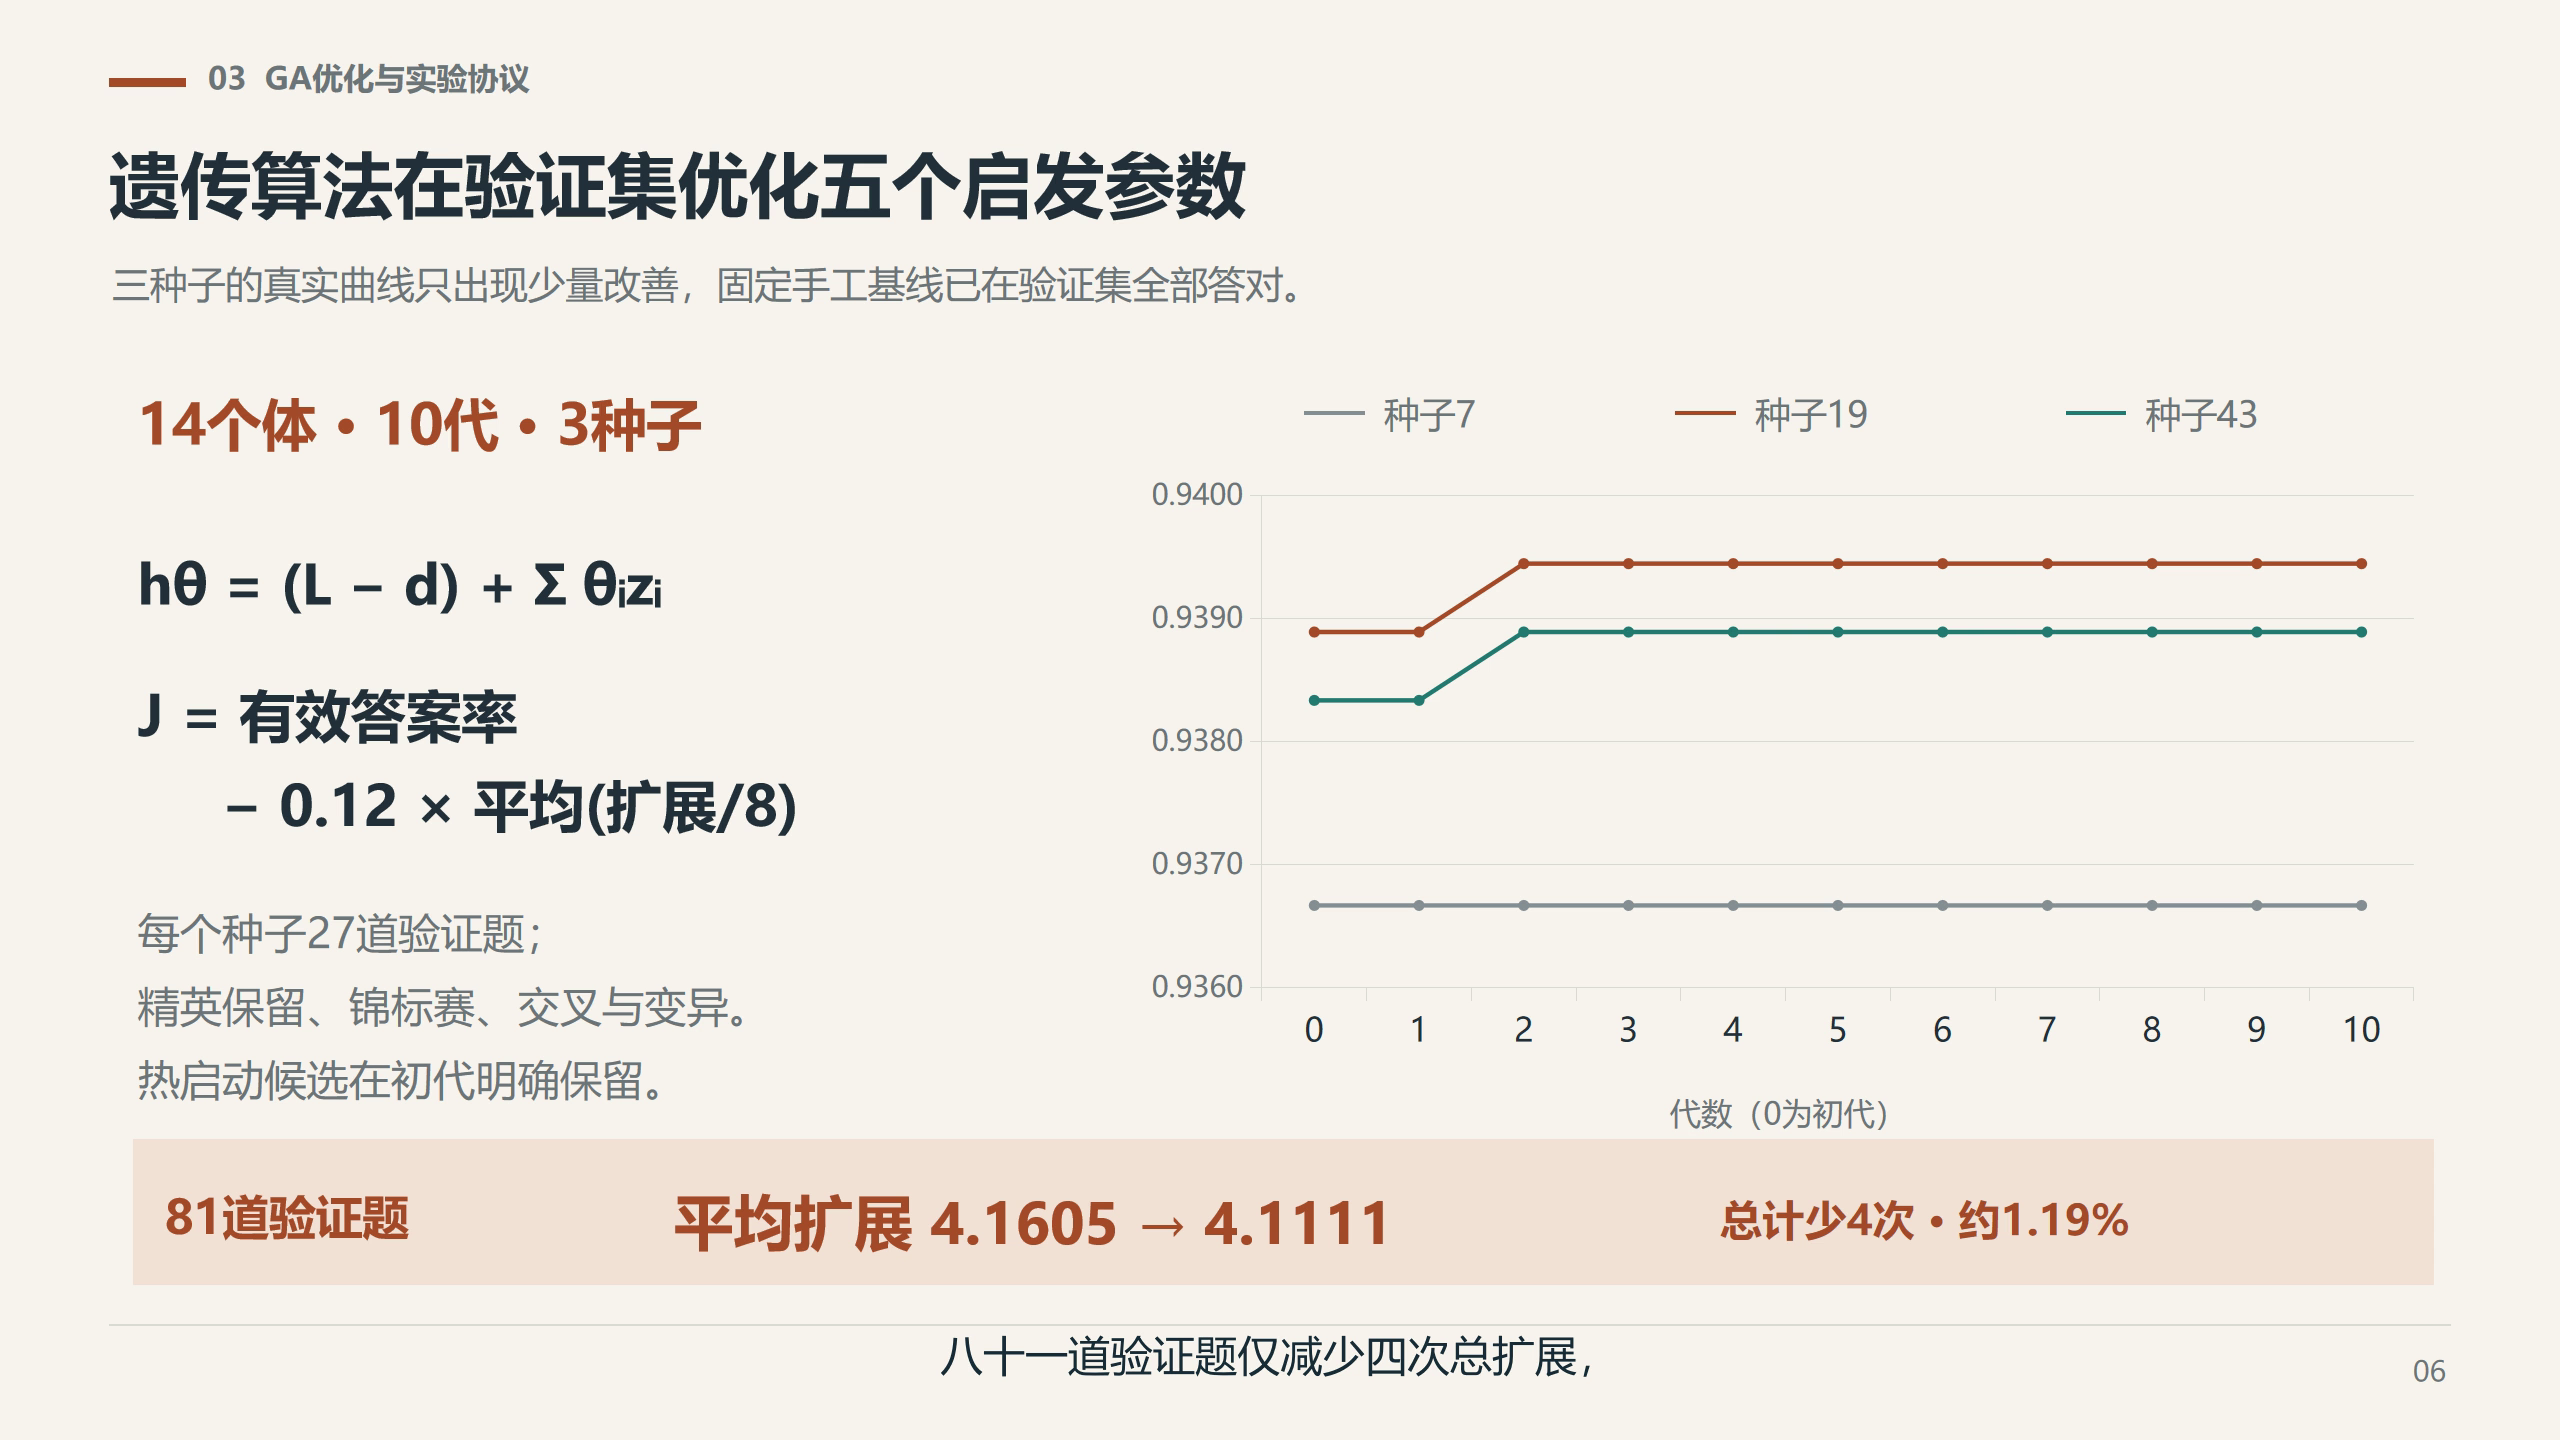 03 GA优化与实验协议
遗传算法在验证集优化五个启发参数
三种子的真实曲线只出现少量改善，固定手工基线已在验证集全部答对。
14个体・10代・3种子
hθ = (L − d) + Σ θᵢzᵢ
J = 有效答案率
− 0.12 × 平均(扩展/8)
每个种子27道验证题；
精英保留、锦标赛、交叉与变异。
热启动候选在初代明确保留。
种子7 种子19 种子43
0.9400
0.9390
0.9380
0.9370
0.9360
0 1 2 3 4 5 6 7 8 9 10
代数（0为初代）
81道验证题 平均扩展 4.1605 → 4.1111 总计少4次・约1.19%
八十一道验证题仅减少四次总扩展，
06